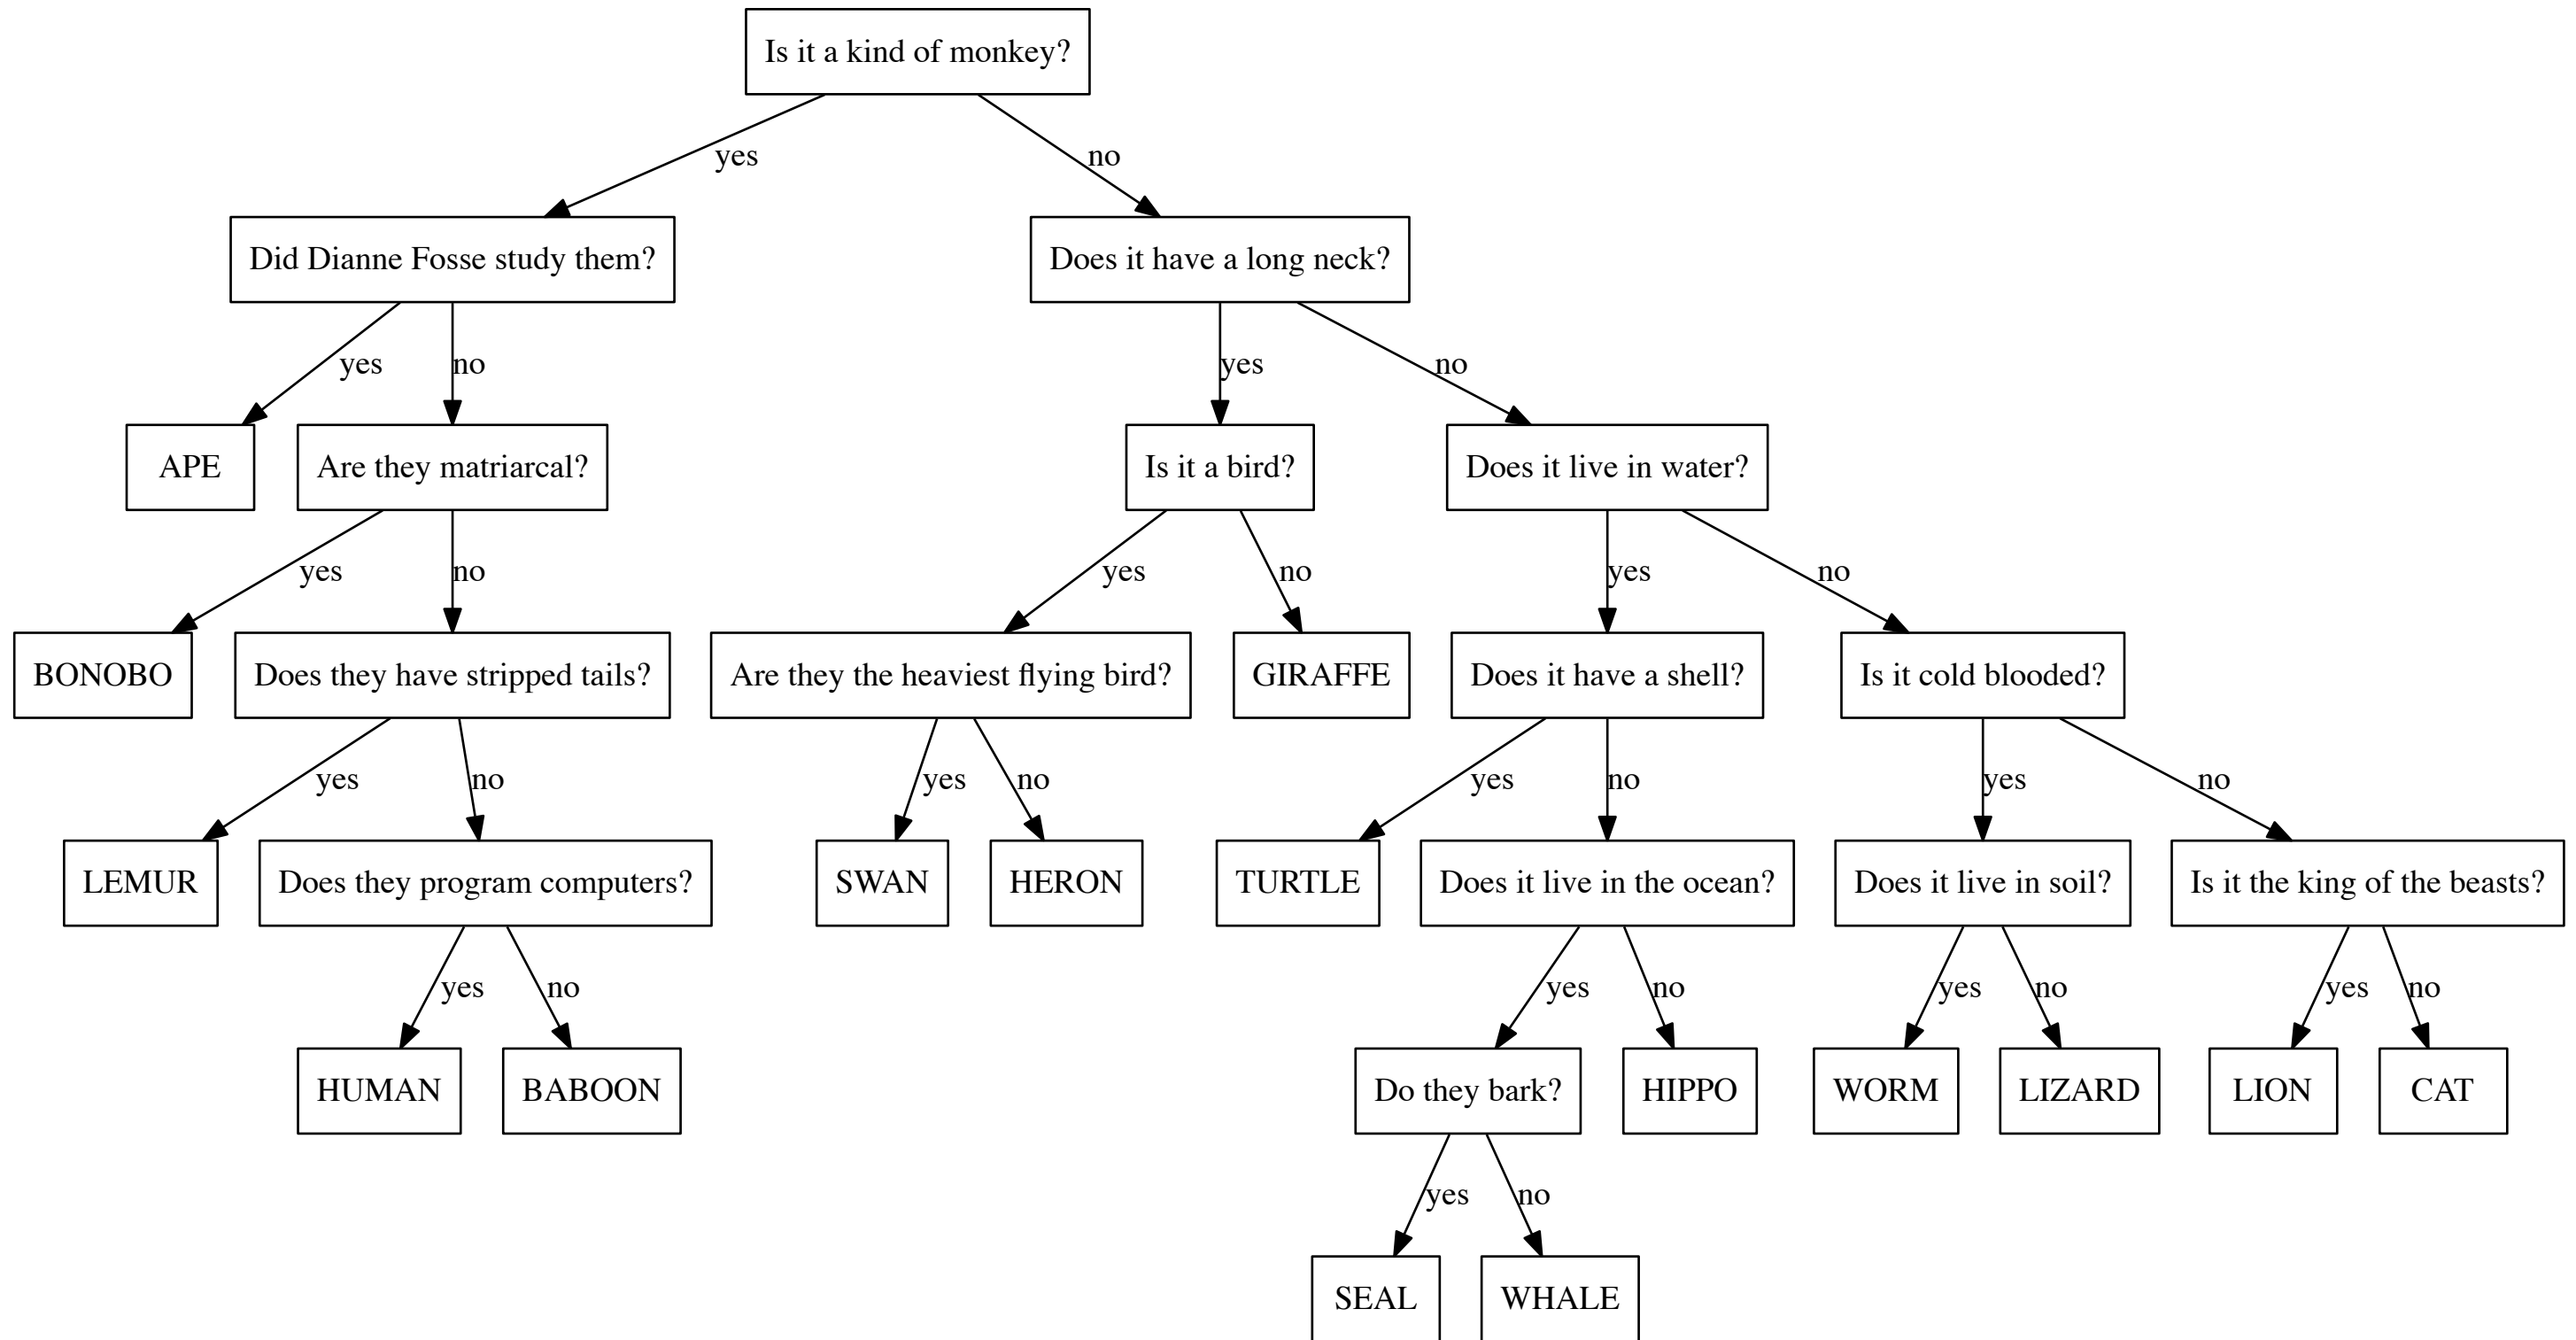 Is it a kind of monkey?
yes
no
Did Dianne Fosse study them?
Does it have a long neck?
yes
no
yes
no
APE
Are they matriarcal?
Is it a bird?
Does it live in water?
yes
no
yes
no
yes
no
BONOBO
Does they have stripped tails?
Are they the heaviest flying bird?
GIRAFFE
Does it have a shell?
Is it cold blooded?
yes
no
yes
no
yes
no
yes
no
LEMUR
Does they program computers?
SWAN
HERON
TURTLE
Does it live in the ocean?
Does it live in soil?
Is it the king of the beasts?
yes
no
yes
no
yes
no
yes
no
HUMAN
BABOON
Do they bark?
HIPPO
WORM
LIZARD
LION
CAT
yes
no
SEAL
WHALE